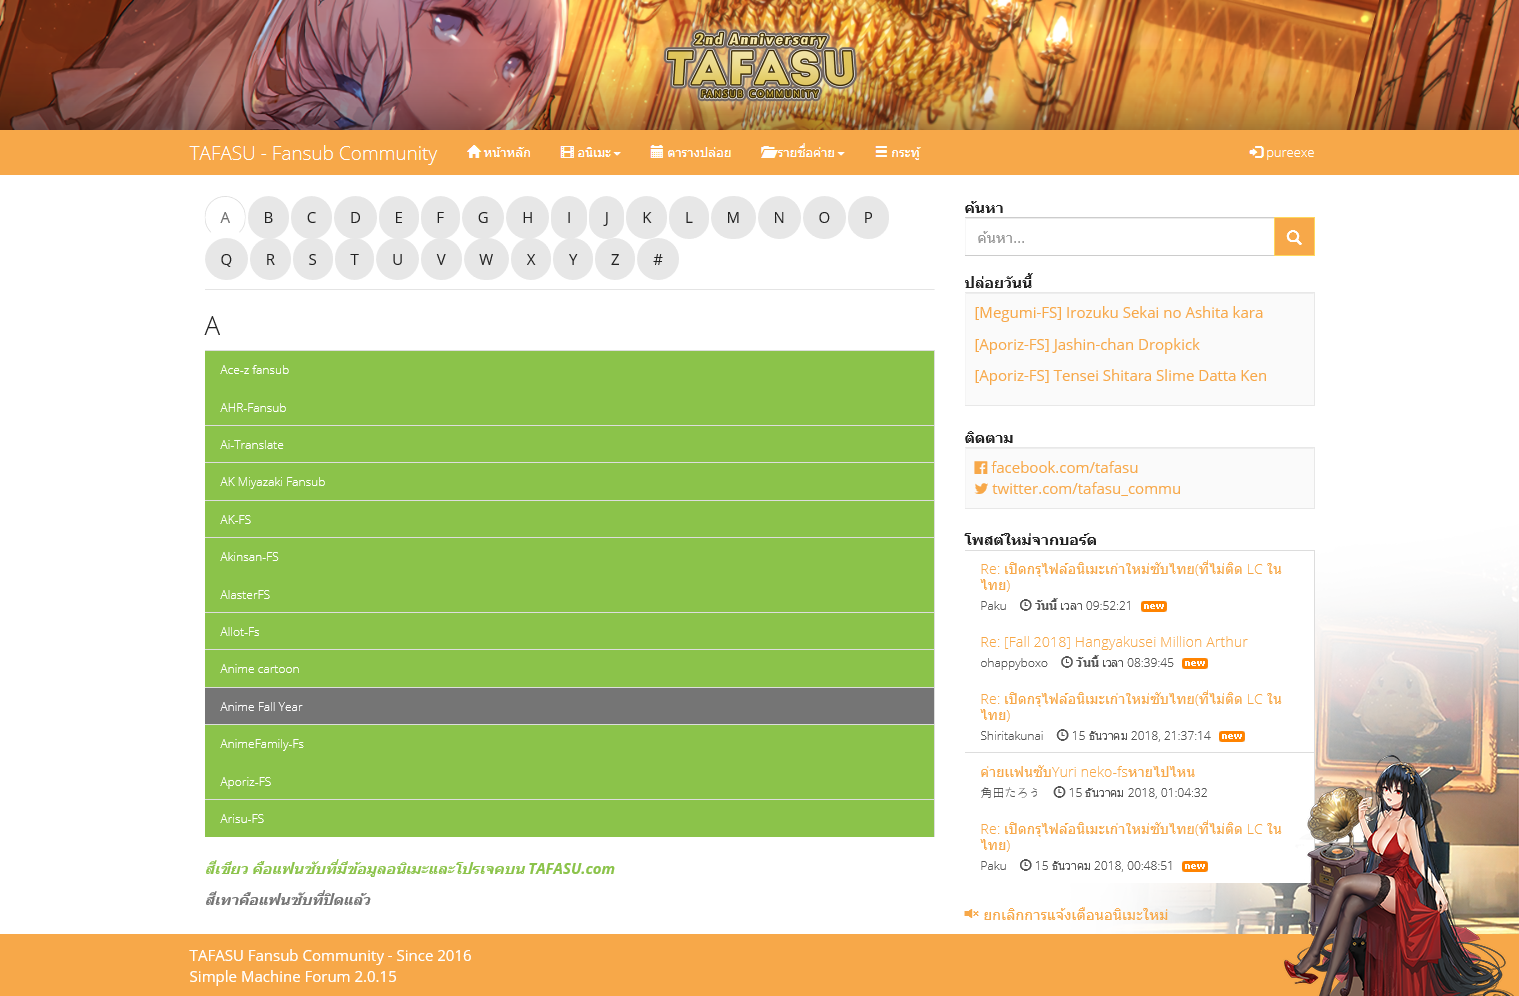 2nd Anniversary
TAFASU
FANSUB COMMUNITY
TAFASU - Fansub Community
หน้าหลัก
อนิเมะ
ตารางปล่อย
รายชื่อค่าย
กระทู้
pureexe
A B C D E F G H I J K L M N O P
Q R S T U V W X Y Z #
A
Ace-z fansub
AHR-Fansub
Ai-Translate
AK Miyazaki Fansub
AK-FS
Akinsan-FS
AlasterFS
Allot-Fs
Anime cartoon
Anime Fall Year
AnimeFamily-Fs
Aporiz-FS
Arisu-FS
สีเขียว คือแฟนซับที่มีข้อมูลอนิเมะและโปรเจคบน TAFASU.com
สีเทาคือแฟนซับที่ปิดแล้ว
ค้นหา
ค้นหา...
ปล่อยวันนี้
[Megumi-FS] Irozuku Sekai no Ashita kara
[Aporiz-FS] Jashin-chan Dropkick
[Aporiz-FS] Tensei Shitara Slime Datta Ken
ติดตาม
facebook.com/tafasu
twitter.com/tafasu_commu
โพสต์ใหม่จากบอร์ด
Re: เปิดกรุไฟล์อนิเมะเก่าใหม่ซับไทย(ที่ไม่ติด LC ใน
ไทย)
Paku วันนี้ เวลา 09:52:21 new
Re: [Fall 2018] Hangyakusei Million Arthur
ohappyboxo วันนี้ เวลา 08:39:45 new
Re: เปิดกรุไฟล์อนิเมะเก่าใหม่ซับไทย(ที่ไม่ติด LC ใน
ไทย)
Shiritakunai 15 ธันวาคม 2018, 21:37:14 new
ค่ายแฟนซับYuri neko-fsหายไปไหน
角田たろう 15 ธันวาคม 2018, 01:04:32
Re: เปิดกรุไฟล์อนิเมะเก่าใหม่ซับไทย(ที่ไม่ติด LC ใน
ไทย)
Paku 15 ธันวาคม 2018, 00:48:51 new
ยกเลิกการแจ้งเตือนอนิเมะใหม่
TAFASU Fansub Community - Since 2016
Simple Machine Forum 2.0.15